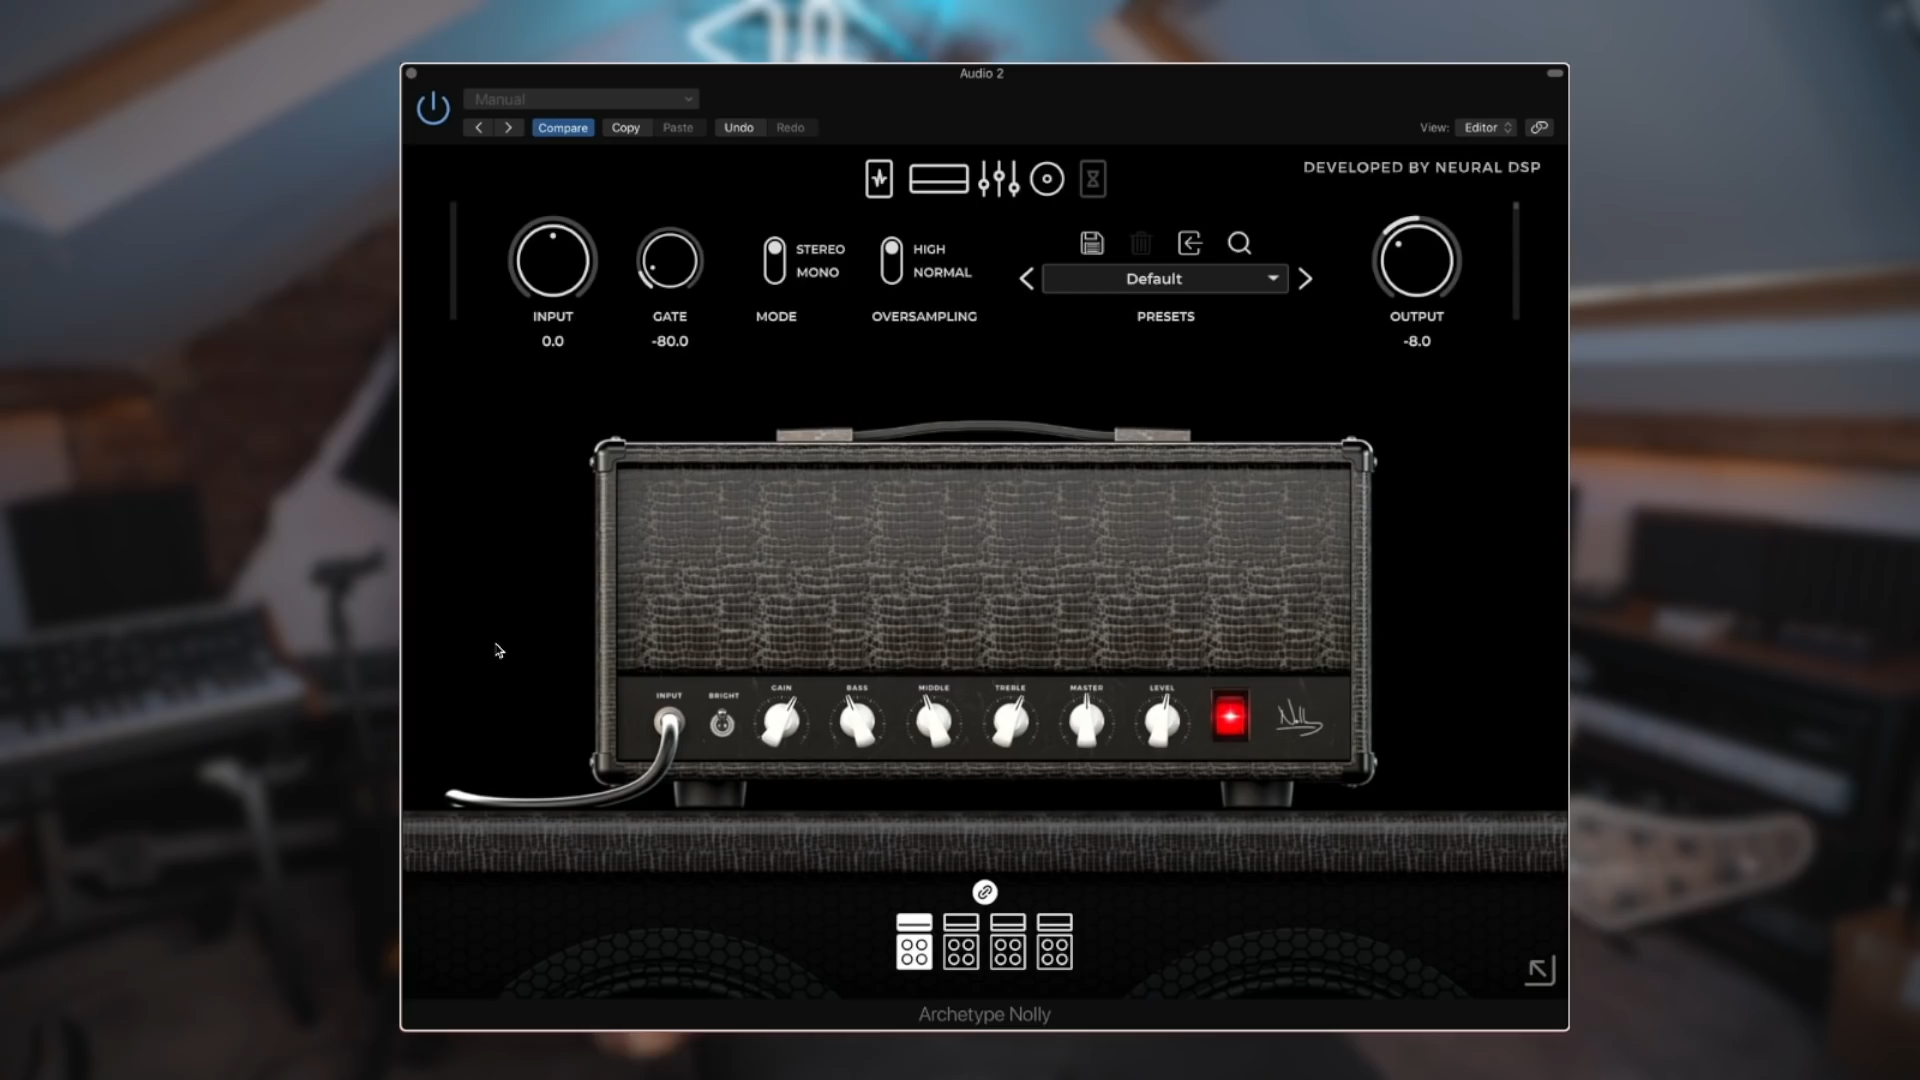 Audio 2
Manual
Compare Copy Paste Undo Redo View: Editor
DEVELOPED BY NEURAL DSP
STEREO
MONO
HIGH
NORMAL
Default
INPUT GATE MODE OVERSAMPLING PRESETS OUTPUT
0.0 -80.0 -8.0
INPUT BRIGHT GAIN BASS MIDDLE TREBLE MASTER LEVEL
Nolly
Archetype Nolly